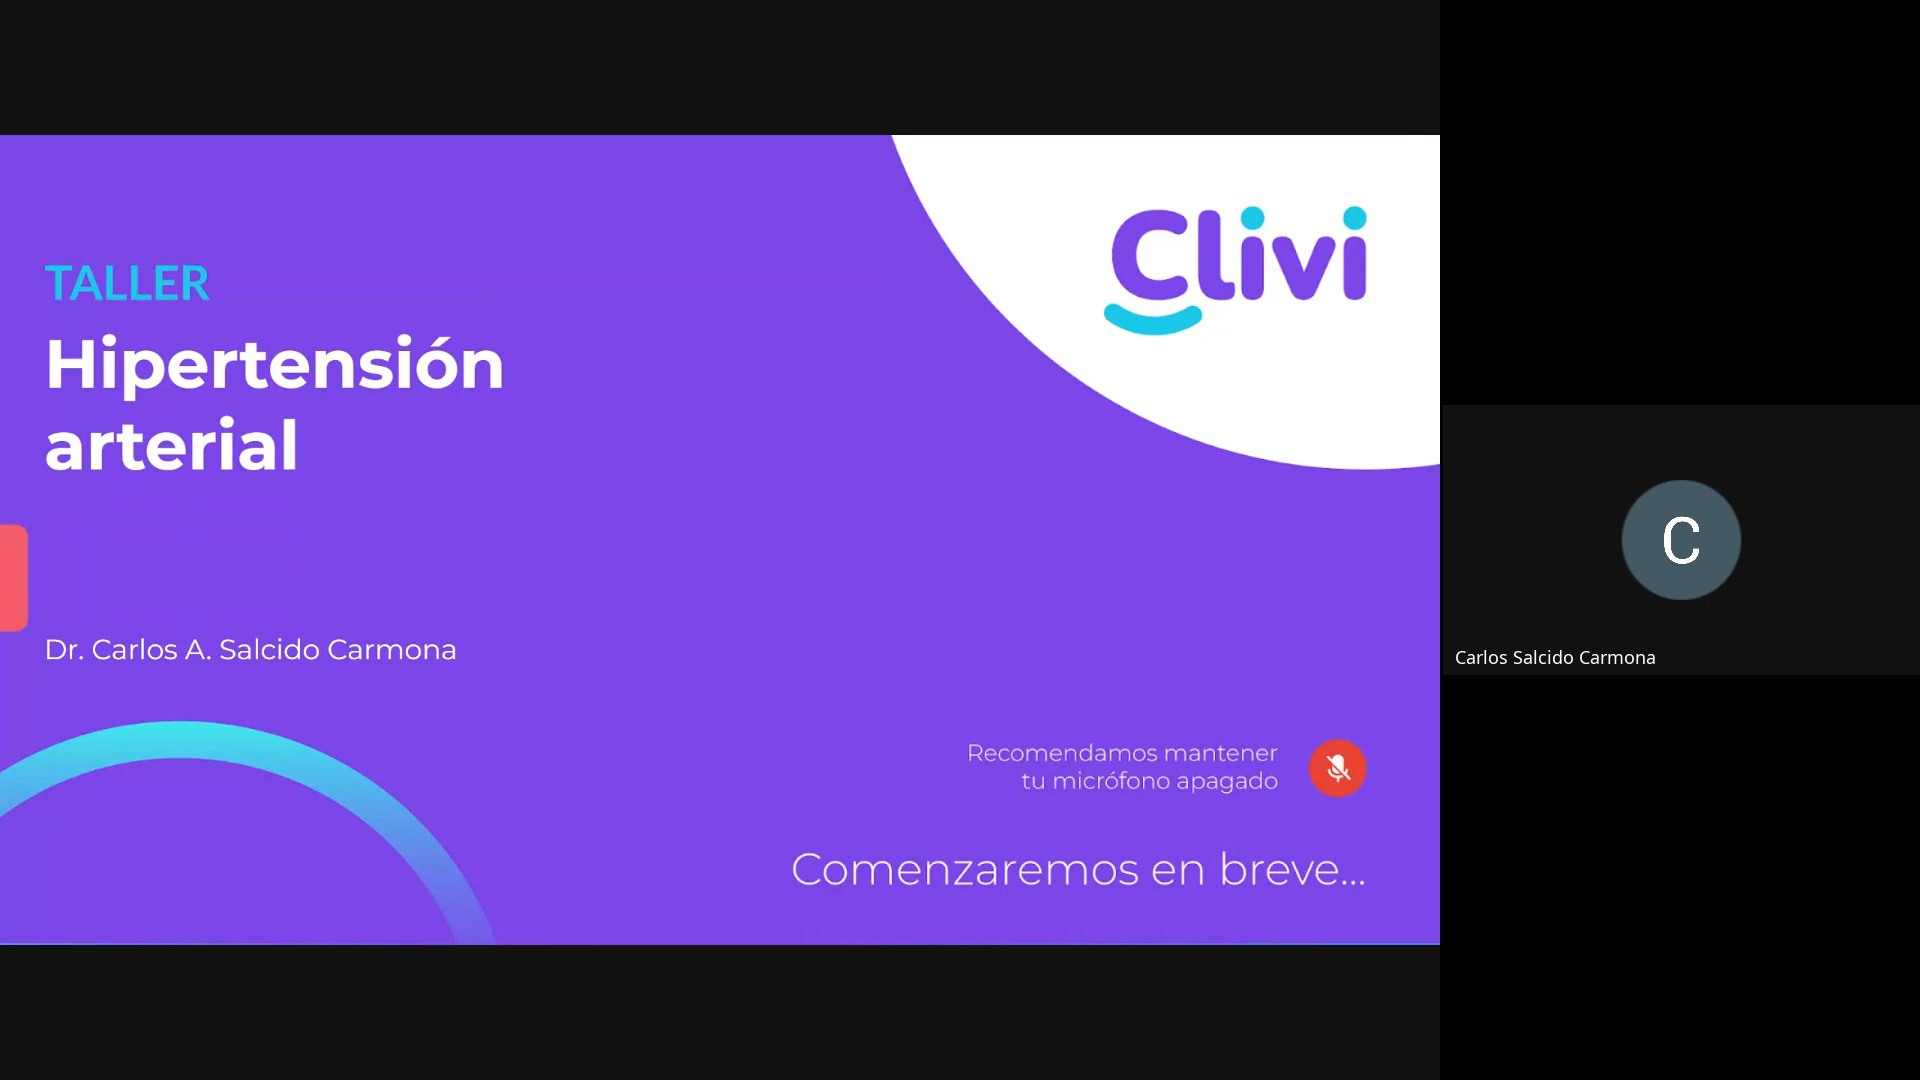 Clivi
TALLER
Hipertensión
arterial
Dr. Carlos A. Salcido Carmona
Recomendamos mantener
tu micrófono apagado
Comenzaremos en breve...
C
Carlos Salcido Carmona